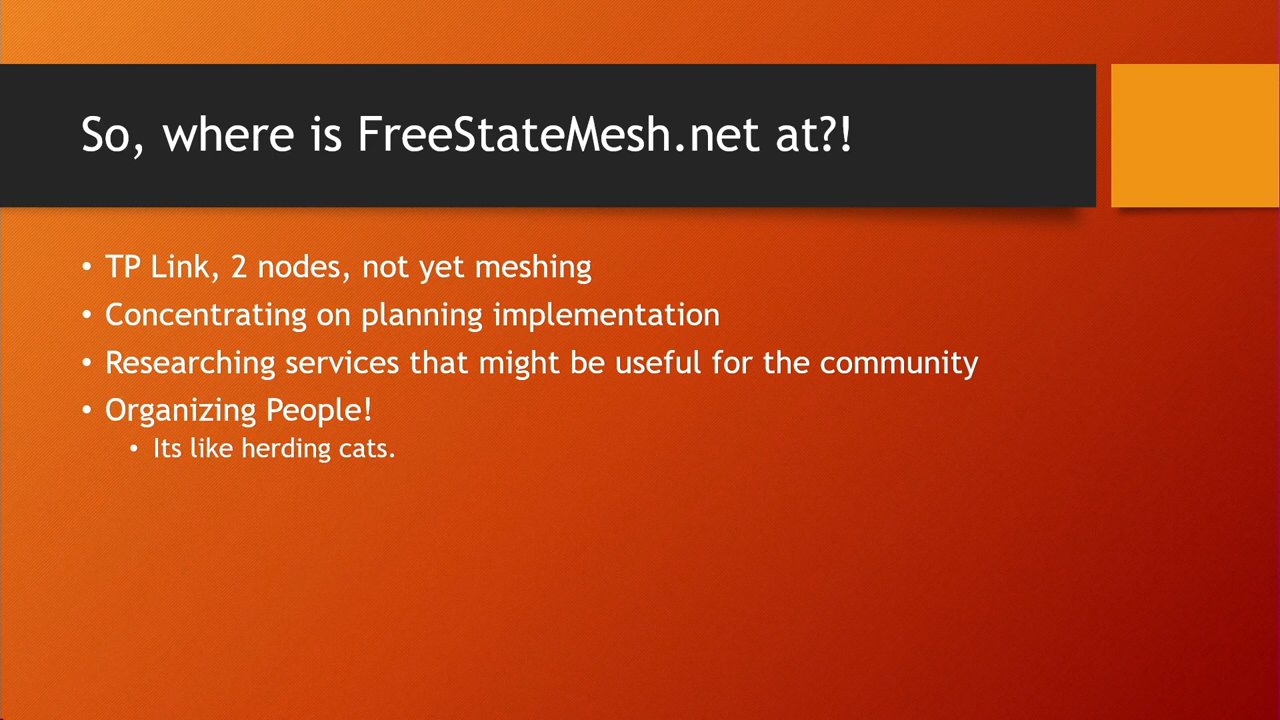 So, where is FreeStateMesh.net at?!
• TP Link, 2 nodes, not yet meshing
• Concentrating on planning implementation
• Researching services that might be useful for the community
• Organizing People!
• Its like herding cats.